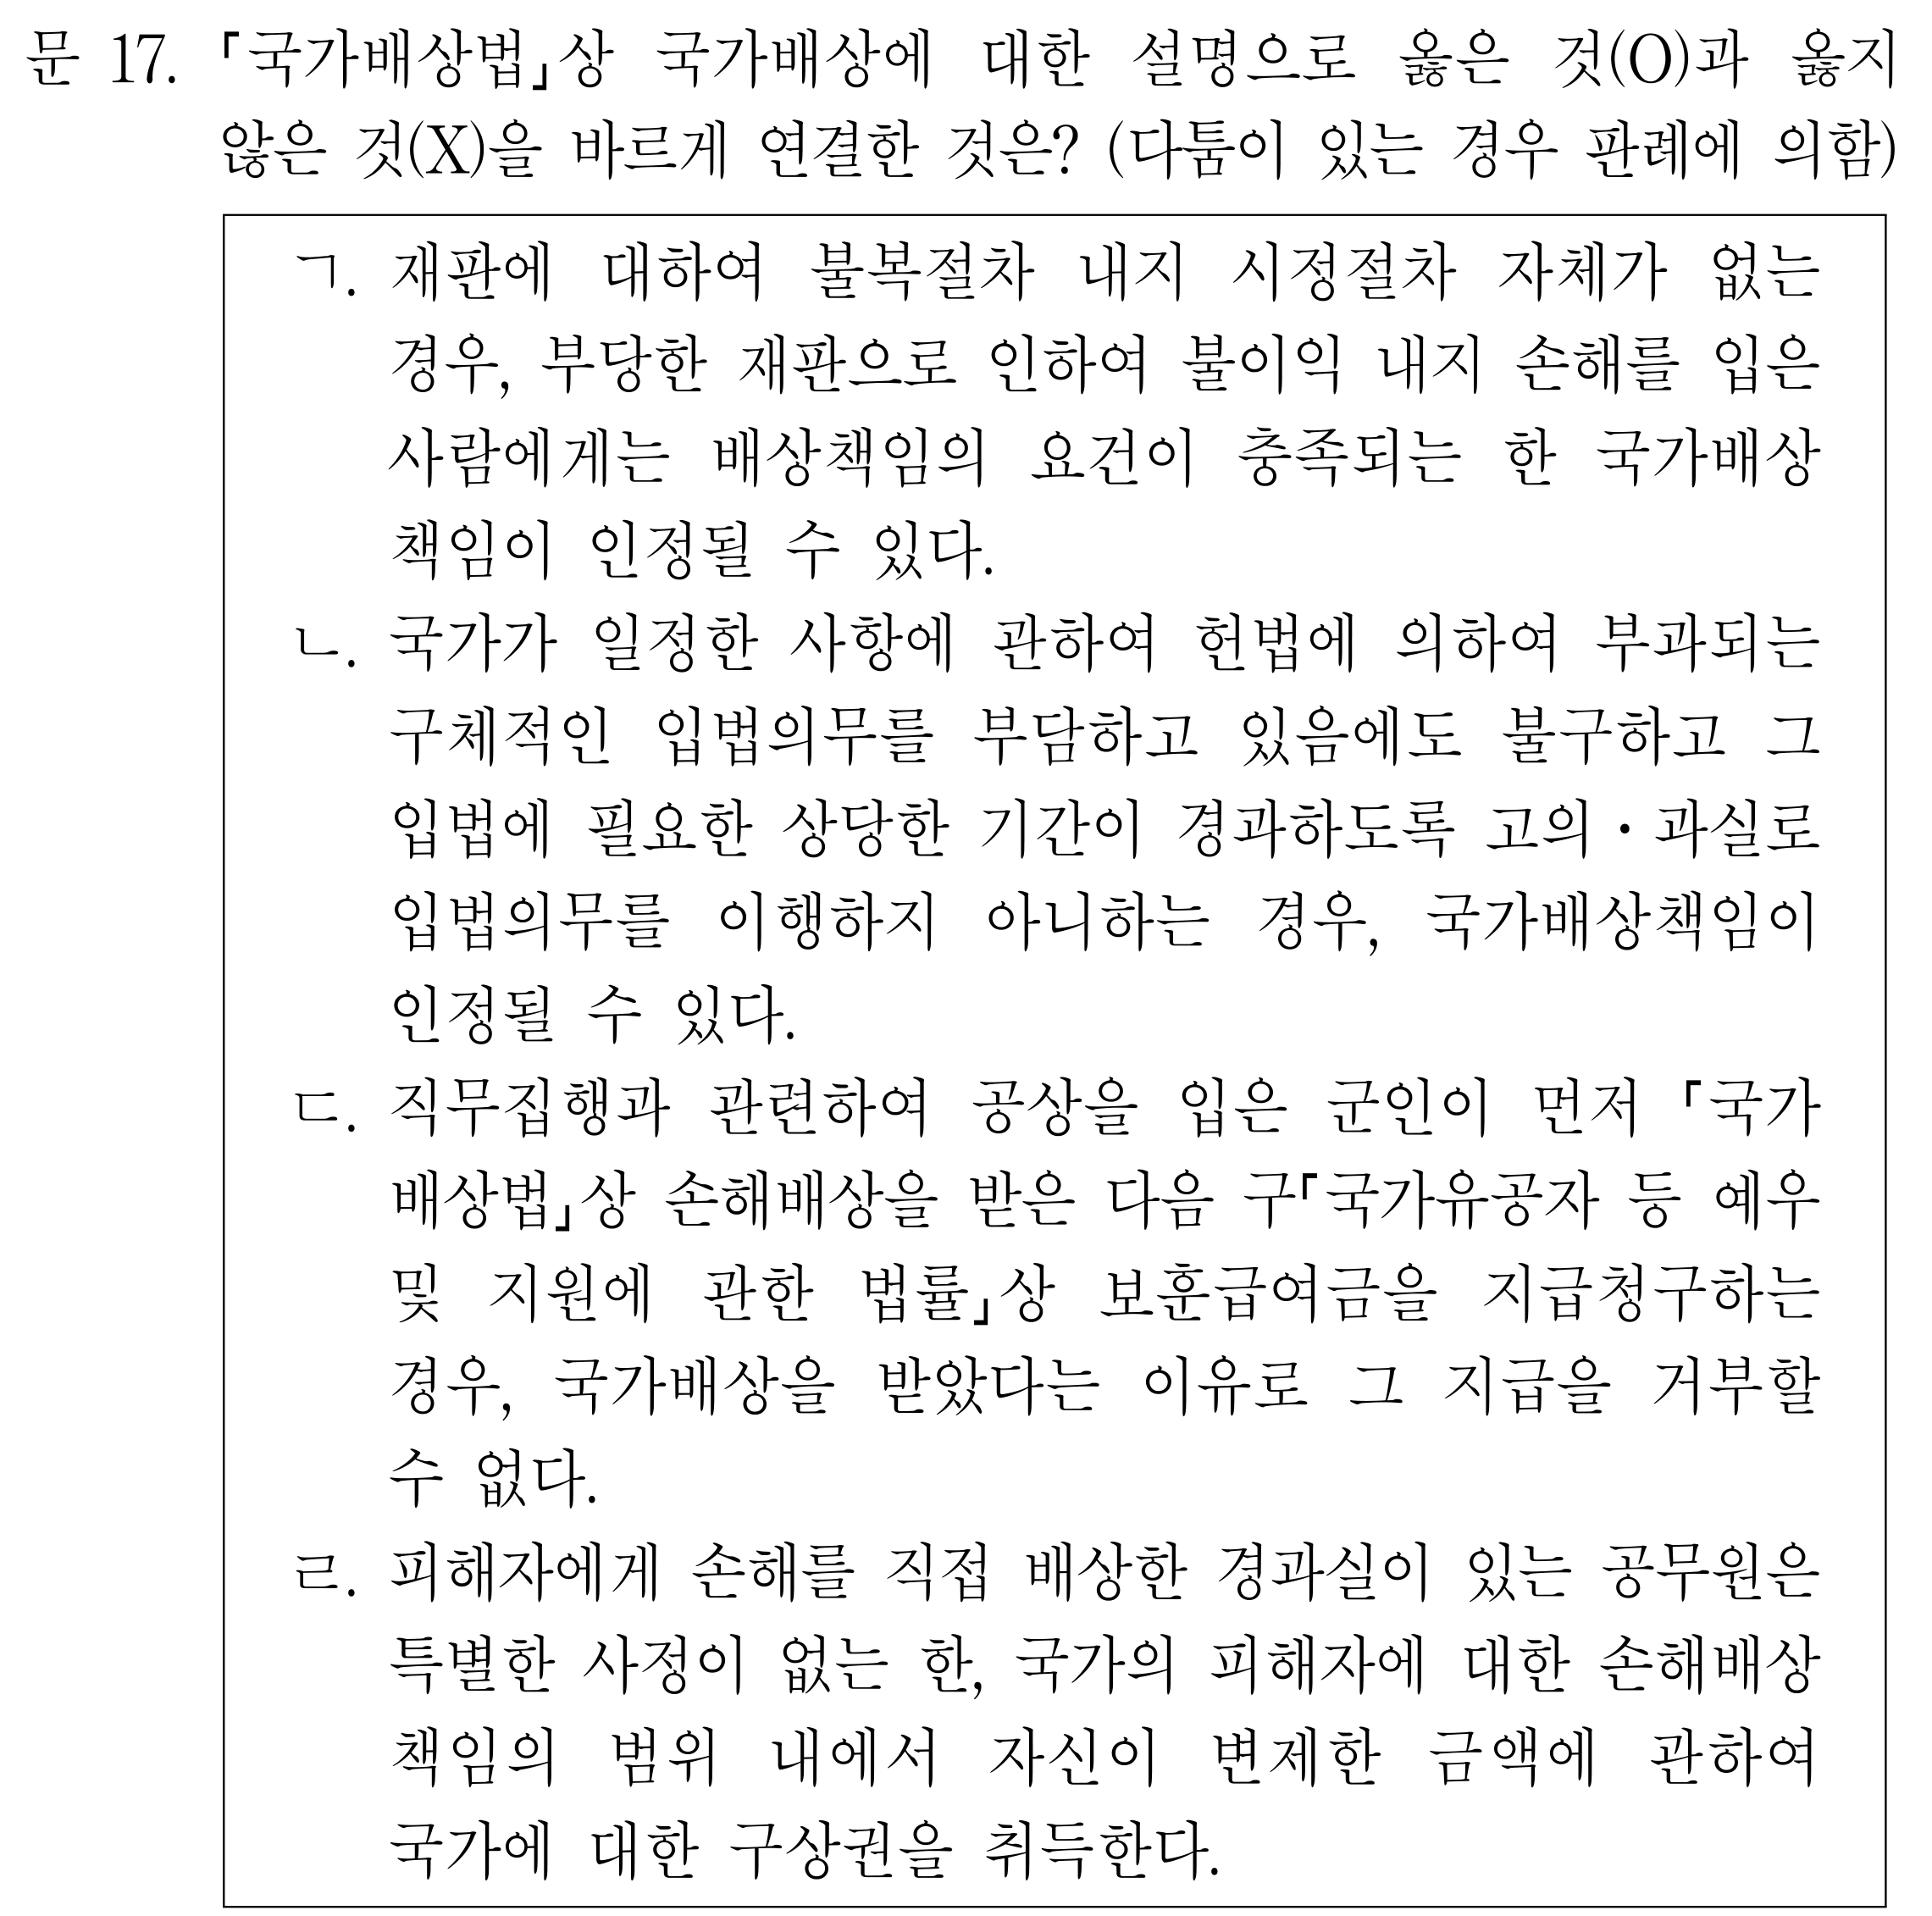 문 17. 「국가배상법」상 국가배상에 대한 설명으로 옳은 것(O)과 옳지
않은 것(X)을 바르게 연결한 것은? (다툼이 있는 경우 판례에 의함)
ㄱ. 재판에 대하여 불복절차 내지 시정절차 자체가 없는
경우, 부당한 재판으로 인하여 불이익 내지 손해를 입은
사람에게는 배상책임의 요건이 충족되는 한 국가배상
책임이 인정될 수 있다.
ㄴ. 국가가 일정한 사항에 관하여 헌법에 의하여 부과되는
구체적인 입법의무를 부담하고 있음에도 불구하고 그
입법에 필요한 상당한 기간이 경과하도록 고의・과실로
입법의무를 이행하지 아니하는 경우, 국가배상책임이
인정될 수 있다.
ㄷ. 직무집행과 관련하여 공상을 입은 군인이 먼저 「국가
배상법」상 손해배상을 받은 다음 구「국가유공자 등 예우
및 지원에 관한 법률」상 보훈급여금을 지급청구하는
경우, 국가배상을 받았다는 이유로 그 지급을 거부할
수 없다.
ㄹ. 피해자에게 손해를 직접 배상한 경과실이 있는 공무원은
특별한 사정이 없는 한, 국가의 피해자에 대한 손해배상
책임의 범위 내에서 자신이 변제한 금액에 관하여
국가에 대한 구상권을 취득한다.